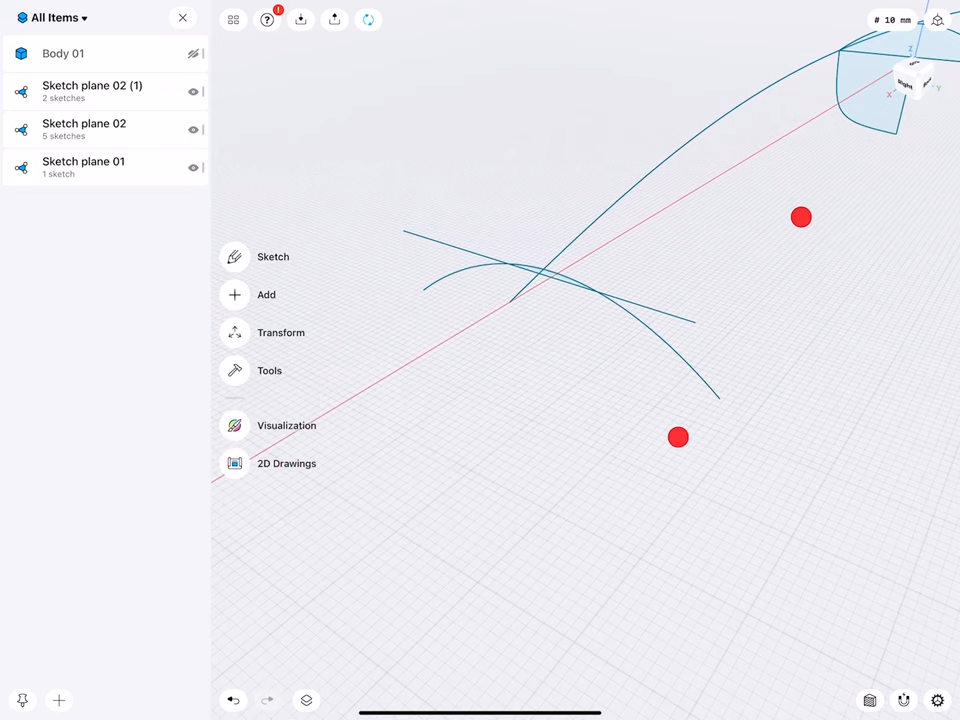 All Items
Body 01
Sketch plane 02 (1)
2 sketches
Sketch plane 02
5 sketches
Sketch plane 01
1 sketch
Sketch
Add
Transform
Tools
Visualization
2D Drawings
# 10 mm
Z
Right
X
Y